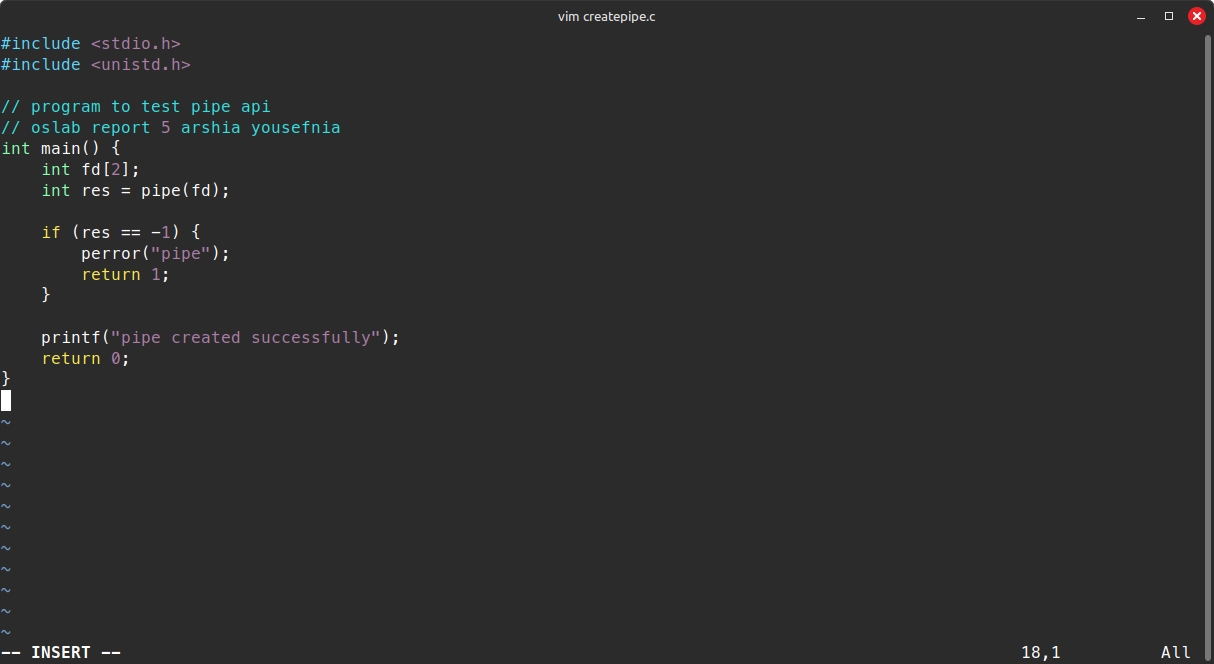 vim createpipe.c
#include <stdio.h>
#include <unistd.h>

// program to test pipe api
// oslab report 5 arshia yousefnia
int main() {
    int fd[2];
    int res = pipe(fd);

    if (res == -1) {
        perror("pipe");
        return 1;
    }

    printf("pipe created successfully");
    return 0;
}

~
~
~
~
~
~
~
~
~
~
~
-- INSERT -- 18,1 All